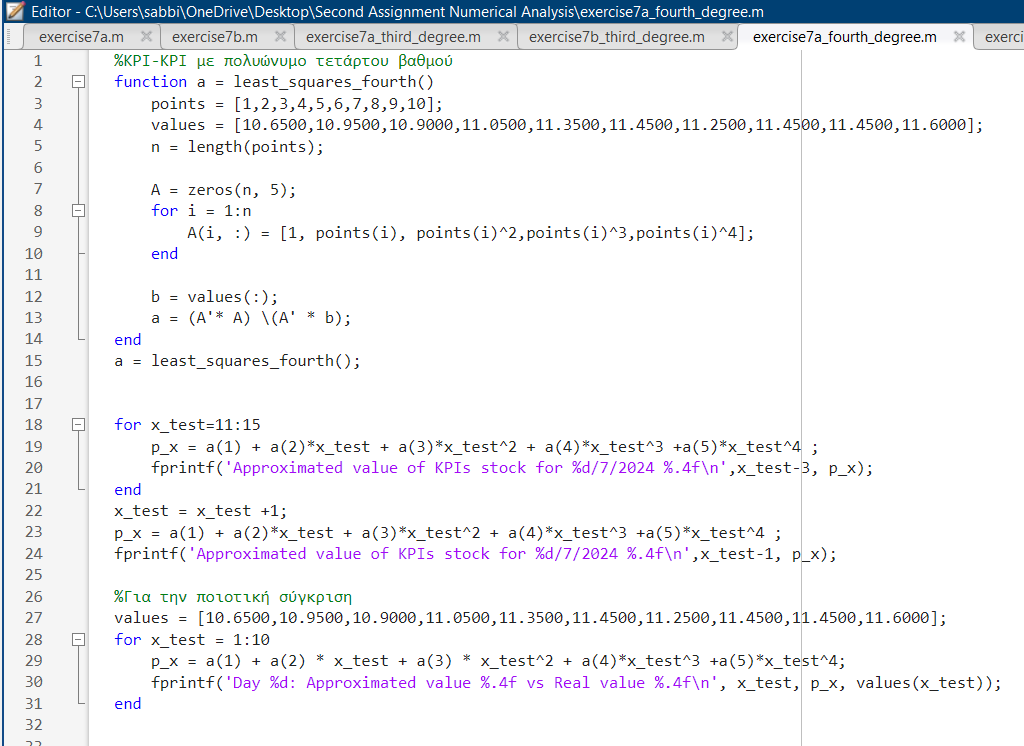 Editor - C:\Users\sabbi\OneDrive\Desktop\Second Assignment Numerical Analysis\exercise7a_fourth_degree.m
exercise7a.m exercise7b.m exercise7a_third_degree.m exercise7b_third_degree.m exercise7a_fourth_degree.m exerci
1 %ΚΡΙ-ΚΡΙ με πολυώνυμο τετάρτου βαθμού
2 function a = least_squares_fourth()
3 points = [1,2,3,4,5,6,7,8,9,10];
4 values = [10.6500,10.9500,10.9000,11.0500,11.3500,11.4500,11.2500,11.4500,11.4500,11.6000];
5 n = length(points);
6
7 A = zeros(n, 5);
8 for i = 1:n
9 A(i, :) = [1, points(i), points(i)^2,points(i)^3,points(i)^4];
10 end
11
12 b = values(:);
13 a = (A'* A) \(A' * b);
14 end
15 a = least_squares_fourth();
16
17
18 for x_test=11:15
19 p_x = a(1) + a(2)*x_test + a(3)*x_test^2 + a(4)*x_test^3 +a(5)*x_test^4 ;
20 fprintf('Approximated value of KPIs stock for %d/7/2024 %.4f\n',x_test-3, p_x);
21 end
22 x_test = x_test +1;
23 p_x = a(1) + a(2)*x_test + a(3)*x_test^2 + a(4)*x_test^3 +a(5)*x_test^4 ;
24 fprintf('Approximated value of KPIs stock for %d/7/2024 %.4f\n',x_test-1, p_x);
25
26 %Για την ποιοτική σύγκριση
27 values = [10.6500,10.9500,10.9000,11.0500,11.3500,11.4500,11.2500,11.4500,11.4500,11.6000];
28 for x_test = 1:10
29 p_x = a(1) + a(2) * x_test + a(3) * x_test^2 + a(4)*x_test^3 +a(5)*x_test^4;
30 fprintf('Day %d: Approximated value %.4f vs Real value %.4f\n', x_test, p_x, values(x_test));
31 end
32